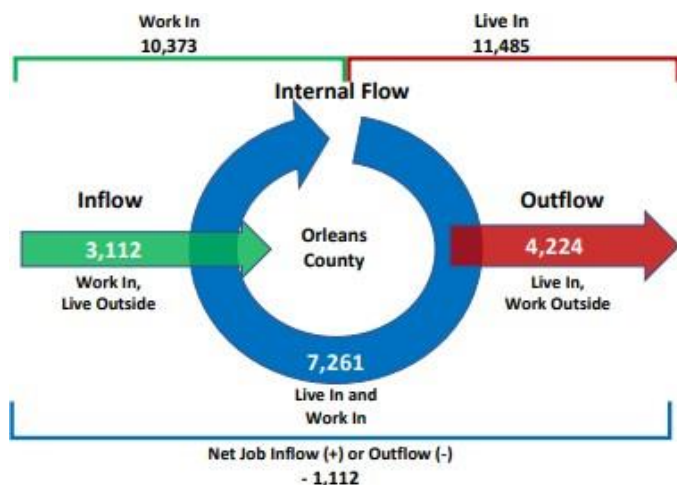 Work In
10,373
Live In
11,485
Internal Flow
Inflow
3,112
Work In,
Live Outside
Orleans
County
Outflow
4,224
Live In,
Work Outside
7,261
Live In and
Work In
Net Job Inflow (+) or Outflow (-)
- 1,112